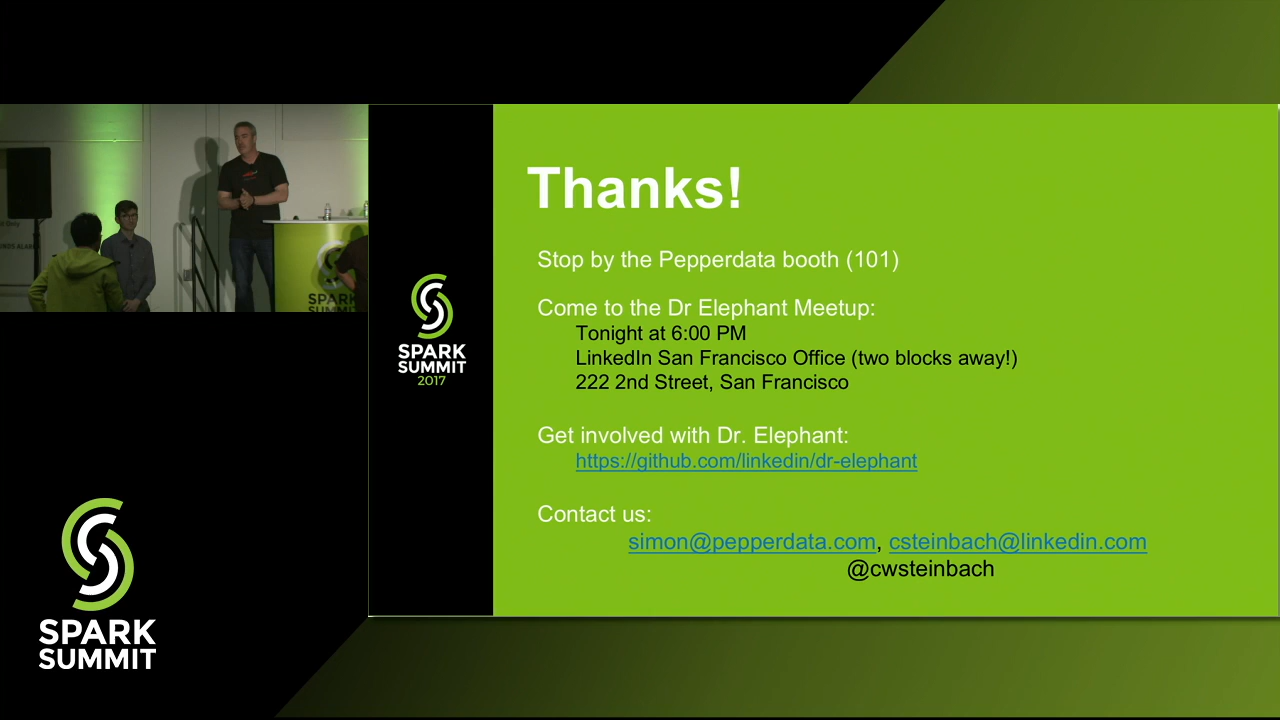 Thanks!
Stop by the Pepperdata booth (101)
Come to the Dr Elephant Meetup:
Tonight at 6:00 PM
LinkedIn San Francisco Office (two blocks away!)
222 2nd Street, San Francisco
Get involved with Dr. Elephant:
https://github.com/linkedin/dr-elephant
Contact us:
simon@pepperdata.com, csteinbach@linkedin.com
@cwsteinbach
SPARK
SUMMIT
2017
SPARK
SUMMIT
SPARK
SUMMIT